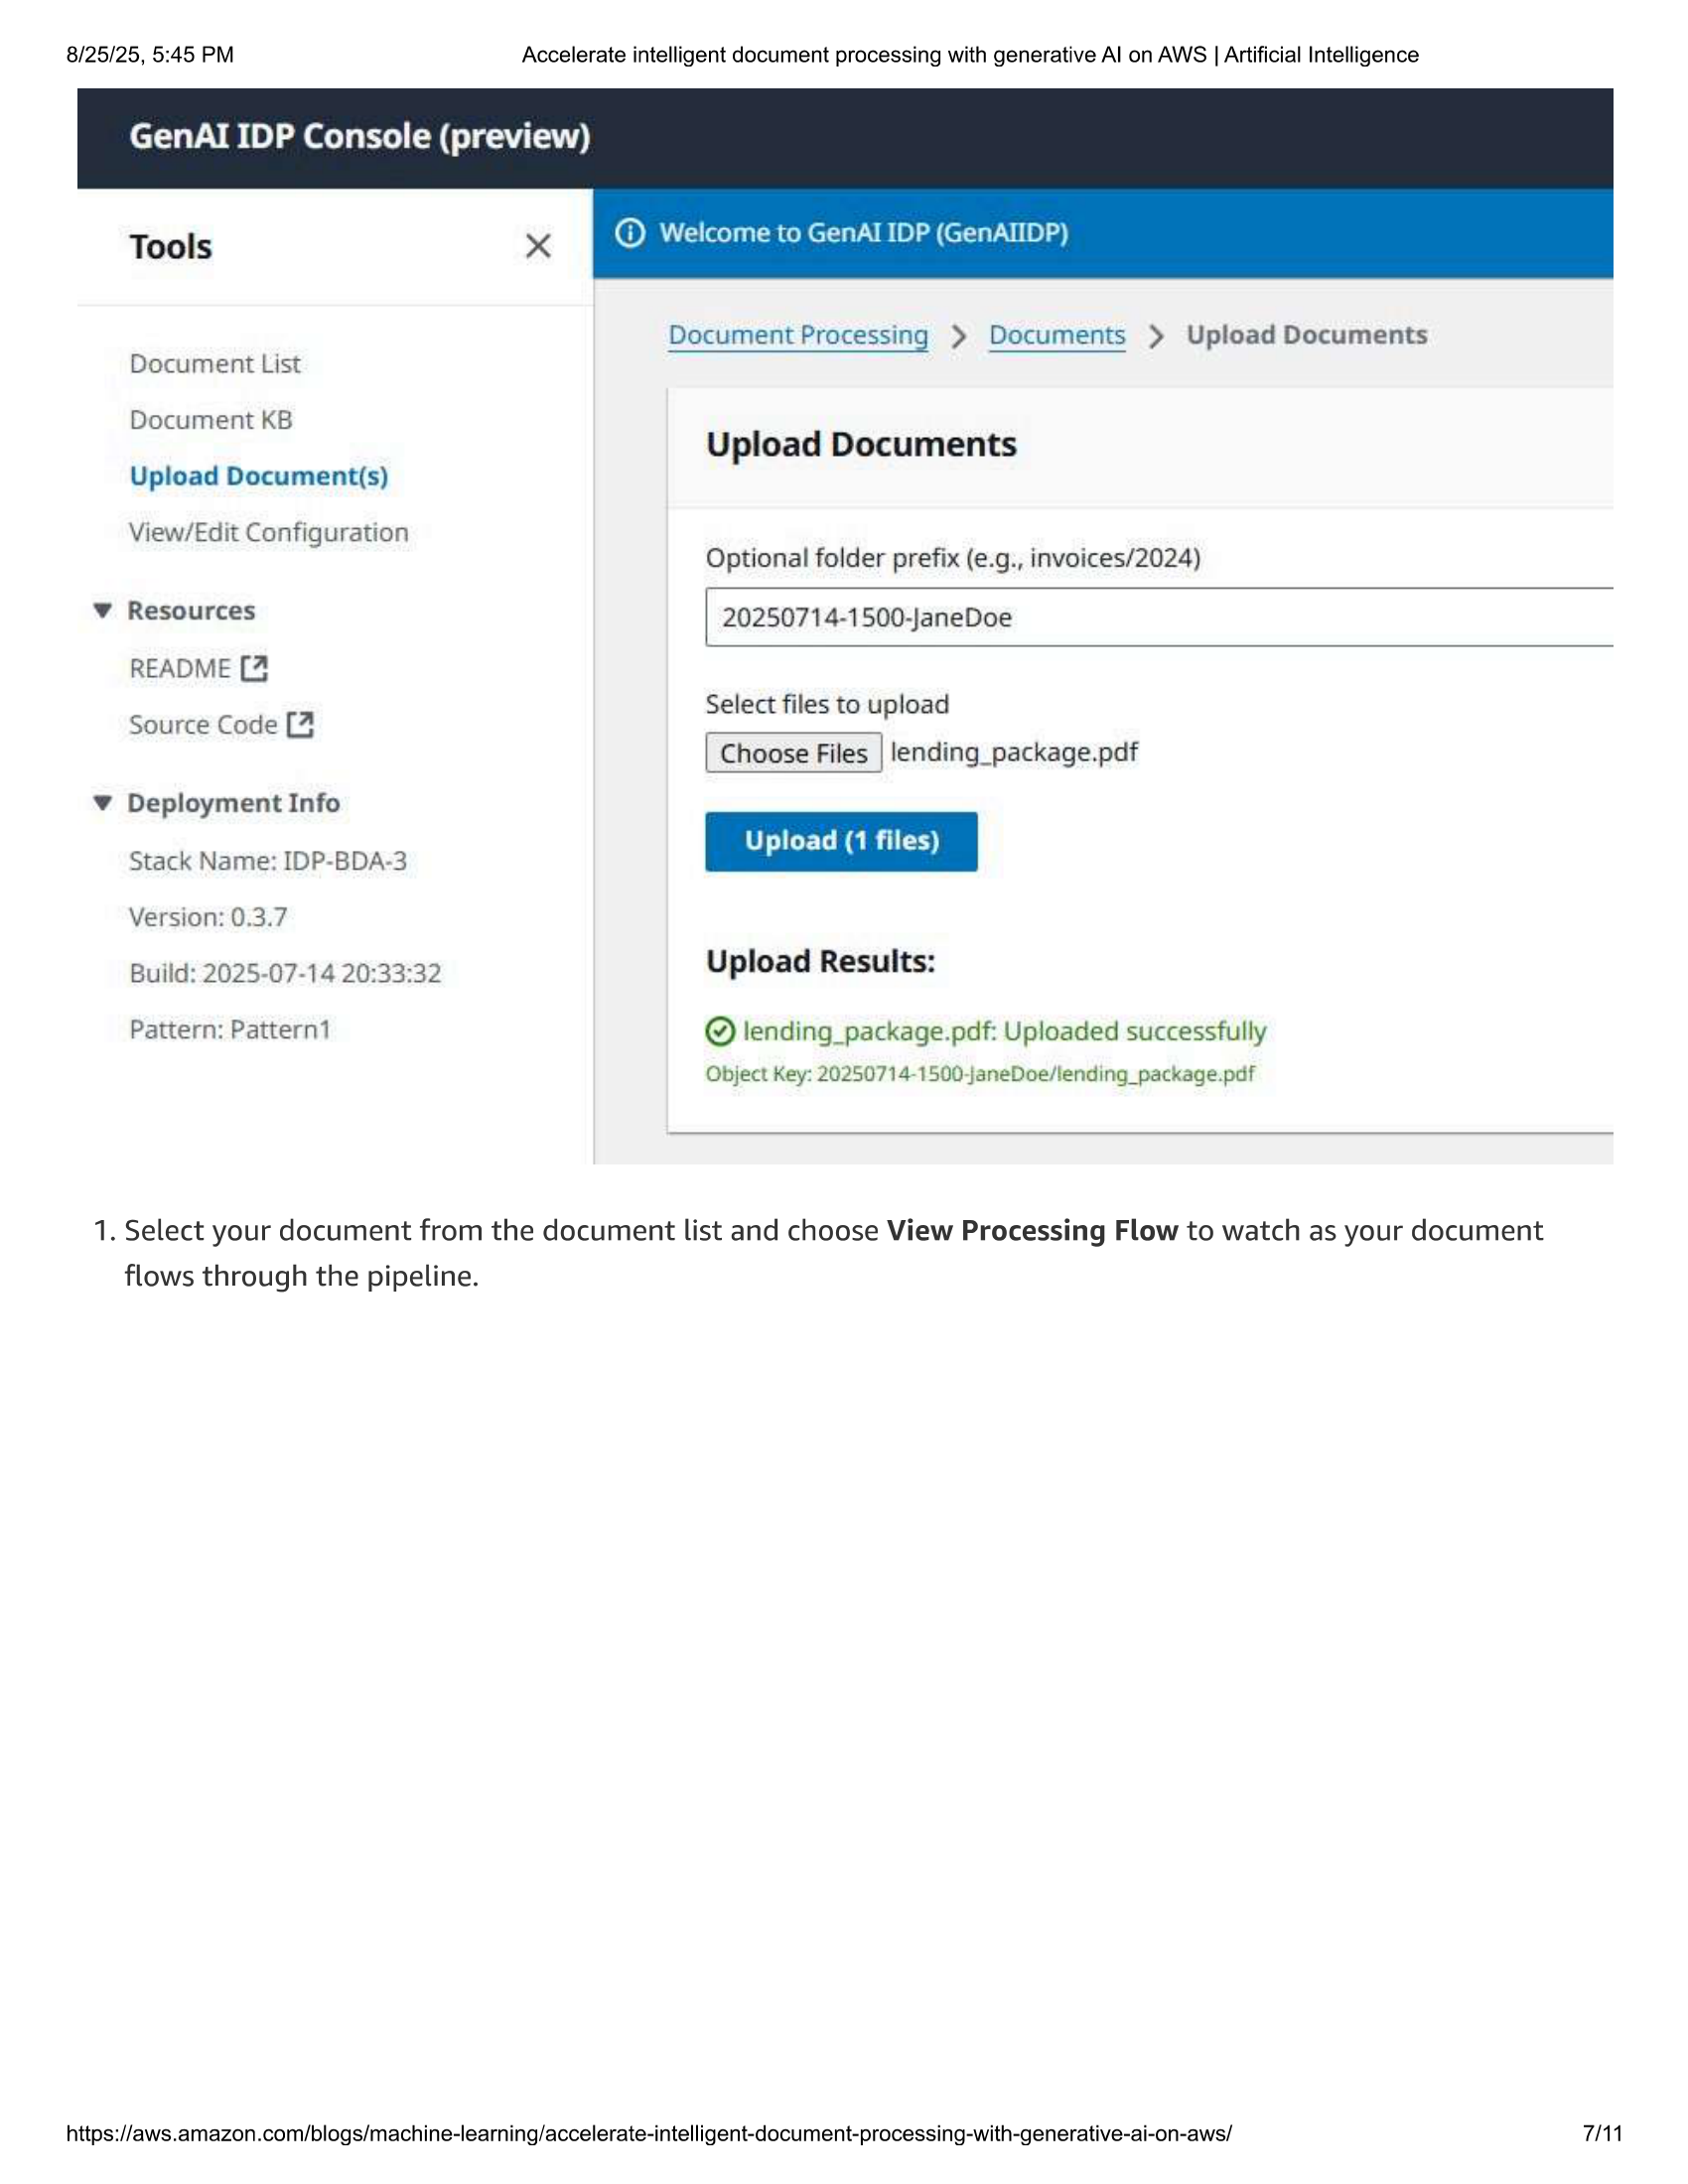 8/25/25, 5:45 PM
Accelerate intelligent document processing with generative AI on AWS | Artificial Intelligence
GenAI IDP Console (preview)
Tools
Document List
Document KB
Upload Document(s)
View/Edit Configuration
Resources
README
Source Code
Deployment Info
Stack Name: IDP-BDA-3
Version: 0.3.7
Build: 2025-07-14 20:33:32
Pattern: Pattern1
Welcome to GenAI IDP (GenAIIDP)
Document Processing > Documents > Upload Documents
Upload Documents
Optional folder prefix (e.g., invoices/2024)
20250714-1500-JaneDoe
Select files to upload
Choose Files lending_package.pdf
Upload (1 files)
Upload Results:
lending_package.pdf: Uploaded successfully
Object Key: 20250714-1500-JaneDoe/lending_package.pdf
1. Select your document from the document list and choose View Processing Flow to watch as your document
flows through the pipeline.
https://aws.amazon.com/blogs/machine-learning/accelerate-intelligent-document-processing-with-generative-ai-on-aws/
7/11